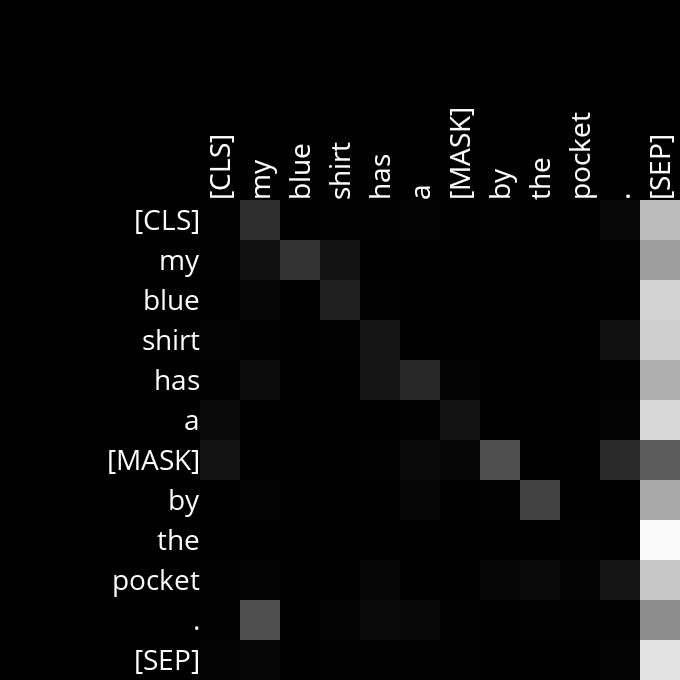 [CLS] my blue shirt has a [MASK] by the pocket . [SEP]
[CLS]
my
blue
shirt
has
a
[MASK]
by
the
pocket
.
[SEP]